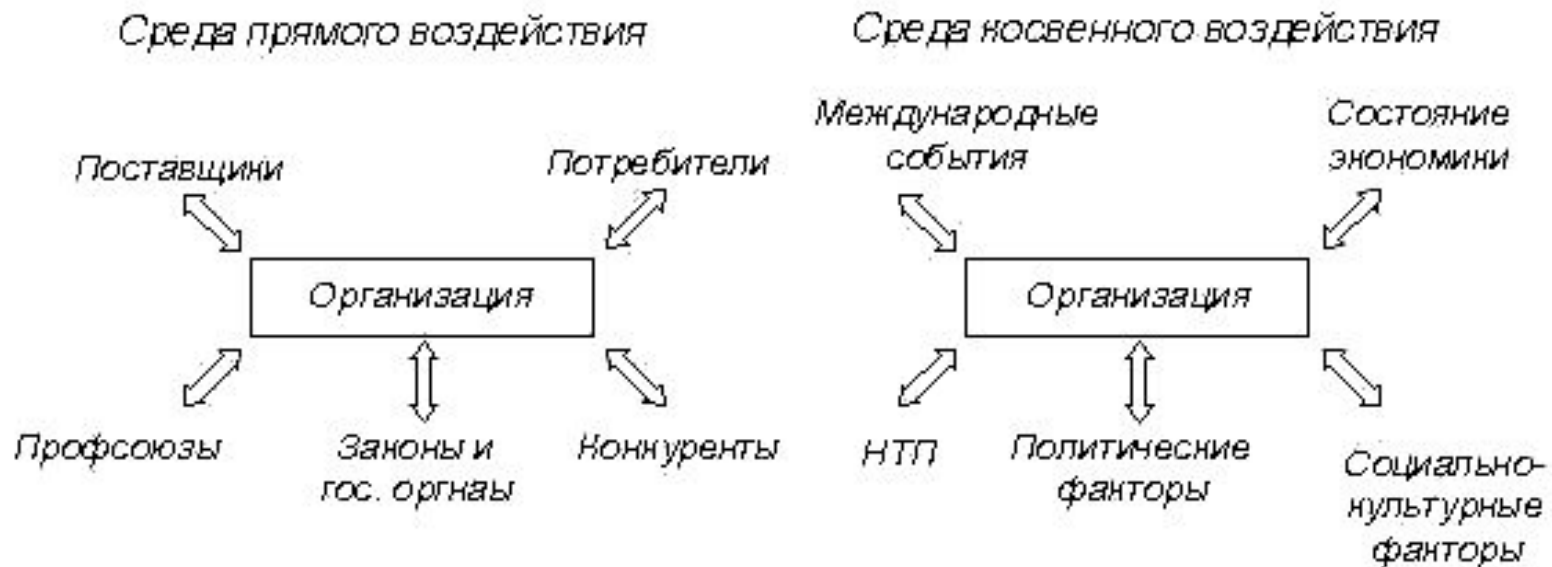 Среда прямого воздействия
Среда косвенного воздействия
Поставщики
Потребители
Организация
Профсоюзы
Законы и
гос. оргнаы
Конкуренты
Международные
события
Состояние
экономики
Организация
НТП
Политические
факторы
Социально-
культурные
факторы